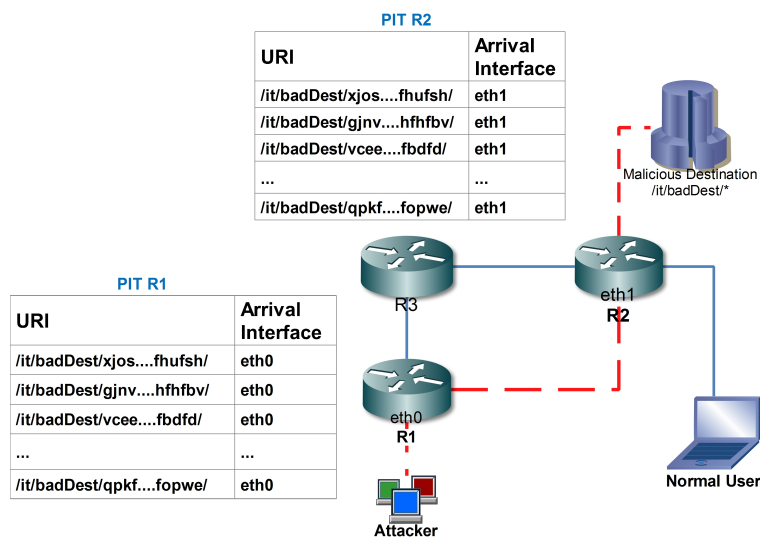 PIT R2
URI Arrival Interface
/it/badDest/xjos....fhufsh/ eth1
/it/badDest/gjnv....hfhfbv/ eth1
/it/badDest/vcee....fbdfd/ eth1
... ...
/it/badDest/qpkf....fopwe/ eth1
Malicious Destination
/it/badDest/*
R3
eth1
R2
PIT R1
URI Arrival Interface
/it/badDest/xjos....fhufsh/ eth0
/it/badDest/gjnv....hfhfbv/ eth0
/it/badDest/vcee....fbdfd/ eth0
... ...
/it/badDest/qpkf....fopwe/ eth0
eth0
R1
Normal User
Attacker